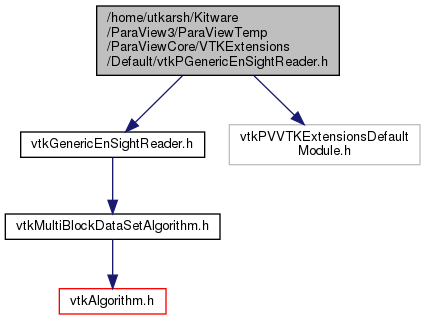 /home/utkarsh/Kitware
/ParaView3/ParaViewTemp
/ParaViewCore/VTKExtensions
/Default/vtkPGenericEnSightReader.h
vtkGenericEnSightReader.h
vtkPVVTKExtensionsDefault
Module.h
vtkMultiBlockDataSetAlgorithm.h
vtkAlgorithm.h